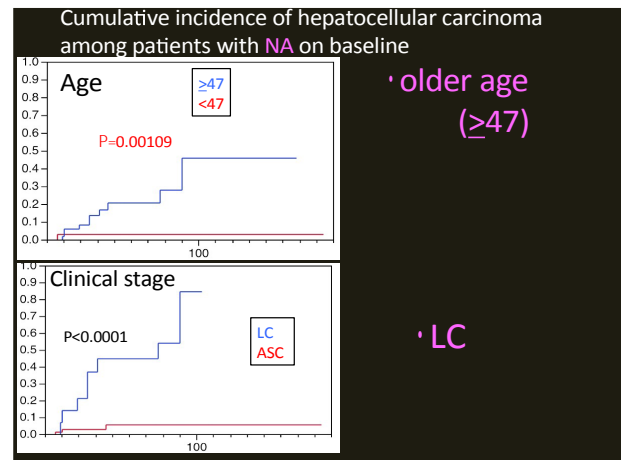 Cumulative incidence of hepatocellular carcinoma
among patients with NA on baseline
1.0
0.9
0.8
0.7
0.6
0.5
0.4
0.3
0.2
0.1
0.0
Age
≥47
<47
P=0.00109
100
• older age
(≥47)
1.0
0.9
0.8
0.7
0.6
0.5
0.4
0.3
0.2
0.1
0.0
Clinical stage
P<0.0001
LC
ASC
100
• LC